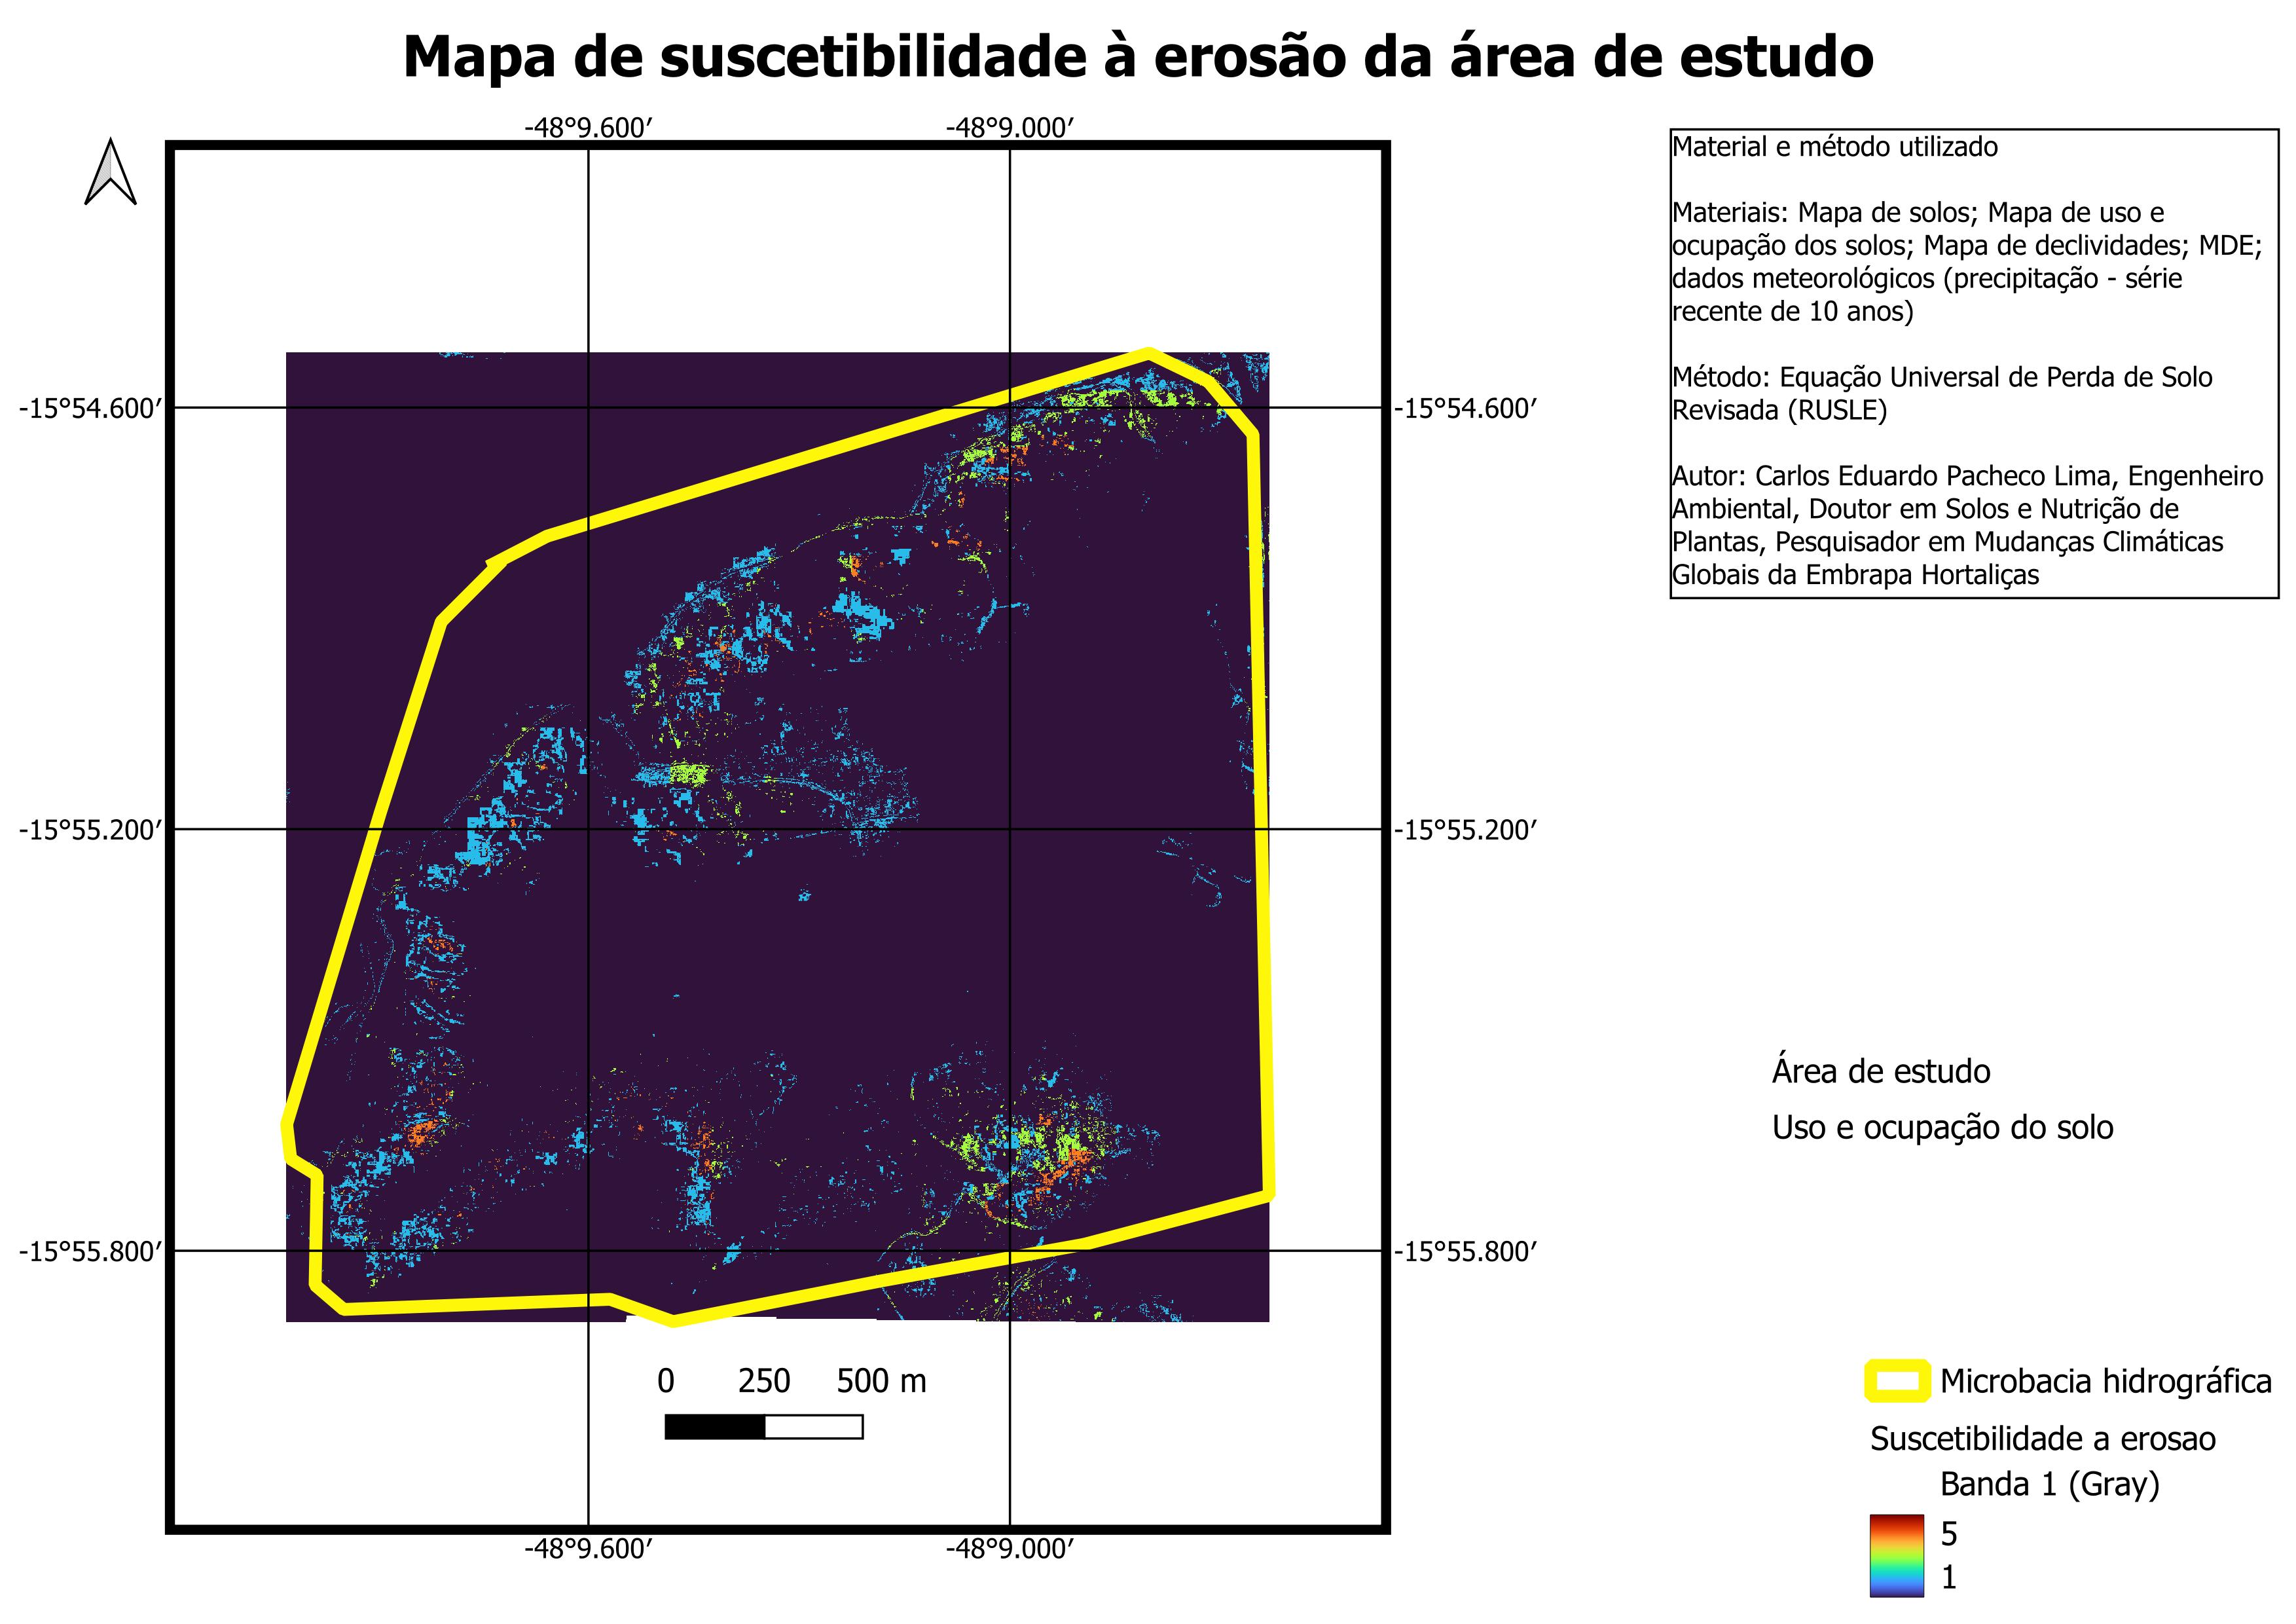 Mapa de suscetibilidade à erosão da área de estudo
-48°9.600′ -48°9.000′
Material e método utilizado
Materiais: Mapa de solos; Mapa de uso e
ocupação dos solos; Mapa de declividades; MDE;
dados meteorológicos (precipitação - série
recente de 10 anos)
Método: Equação Universal de Perda de Solo
Revisada (RUSLE)
Autor: Carlos Eduardo Pacheco Lima, Engenheiro
Ambiental, Doutor em Solos e Nutrição de
Plantas, Pesquisador em Mudanças Climáticas
Globais da Embrapa Hortaliças
-15°54.600′ -15°54.600′
-15°55.200′ -15°55.200′
-15°55.800′ -15°55.800′
Área de estudo
Uso e ocupação do solo
0 250 500 m
-48°9.600′ -48°9.000′
Microbacia hidrográfica
Suscetibilidade a erosao
Banda 1 (Gray)
5
1